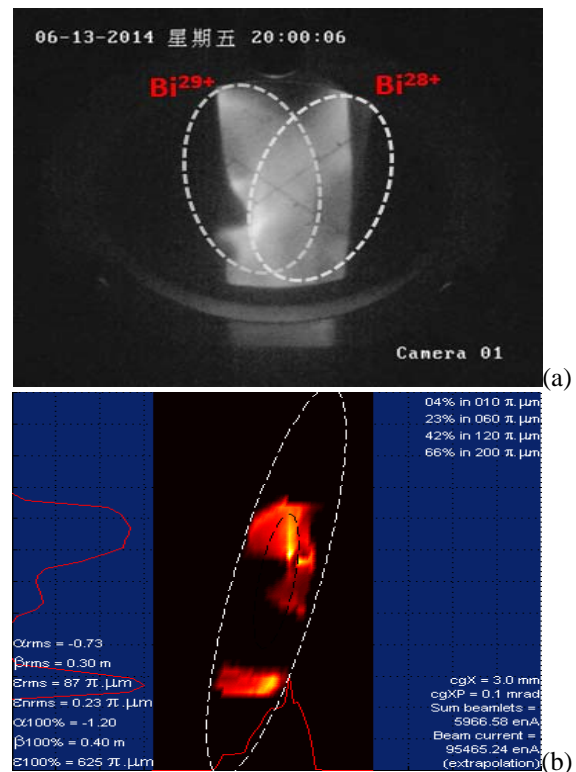 06-13-2014 星期五 20:00:06
Bi²⁹⁺
Bi²⁸⁺
Camera 01
(a)
04% in 010 π.μm
23% in 060 π.μm
42% in 120 π.μm
66% in 200 π.μm
αrms = -0.73
βrms = 0.30 m
εrms = 87 π.μm
εnrms = 0.23 π.μm
α100% = -1.20
β100% = 0.40 m
ε100% = 625 π.μm
cgX = 3.0 mm
cgXP = 0.1 mrad
Sum beamlets =
5966.58 enA
Beam current =
95465.24 enA
(extrapolation)
(b)